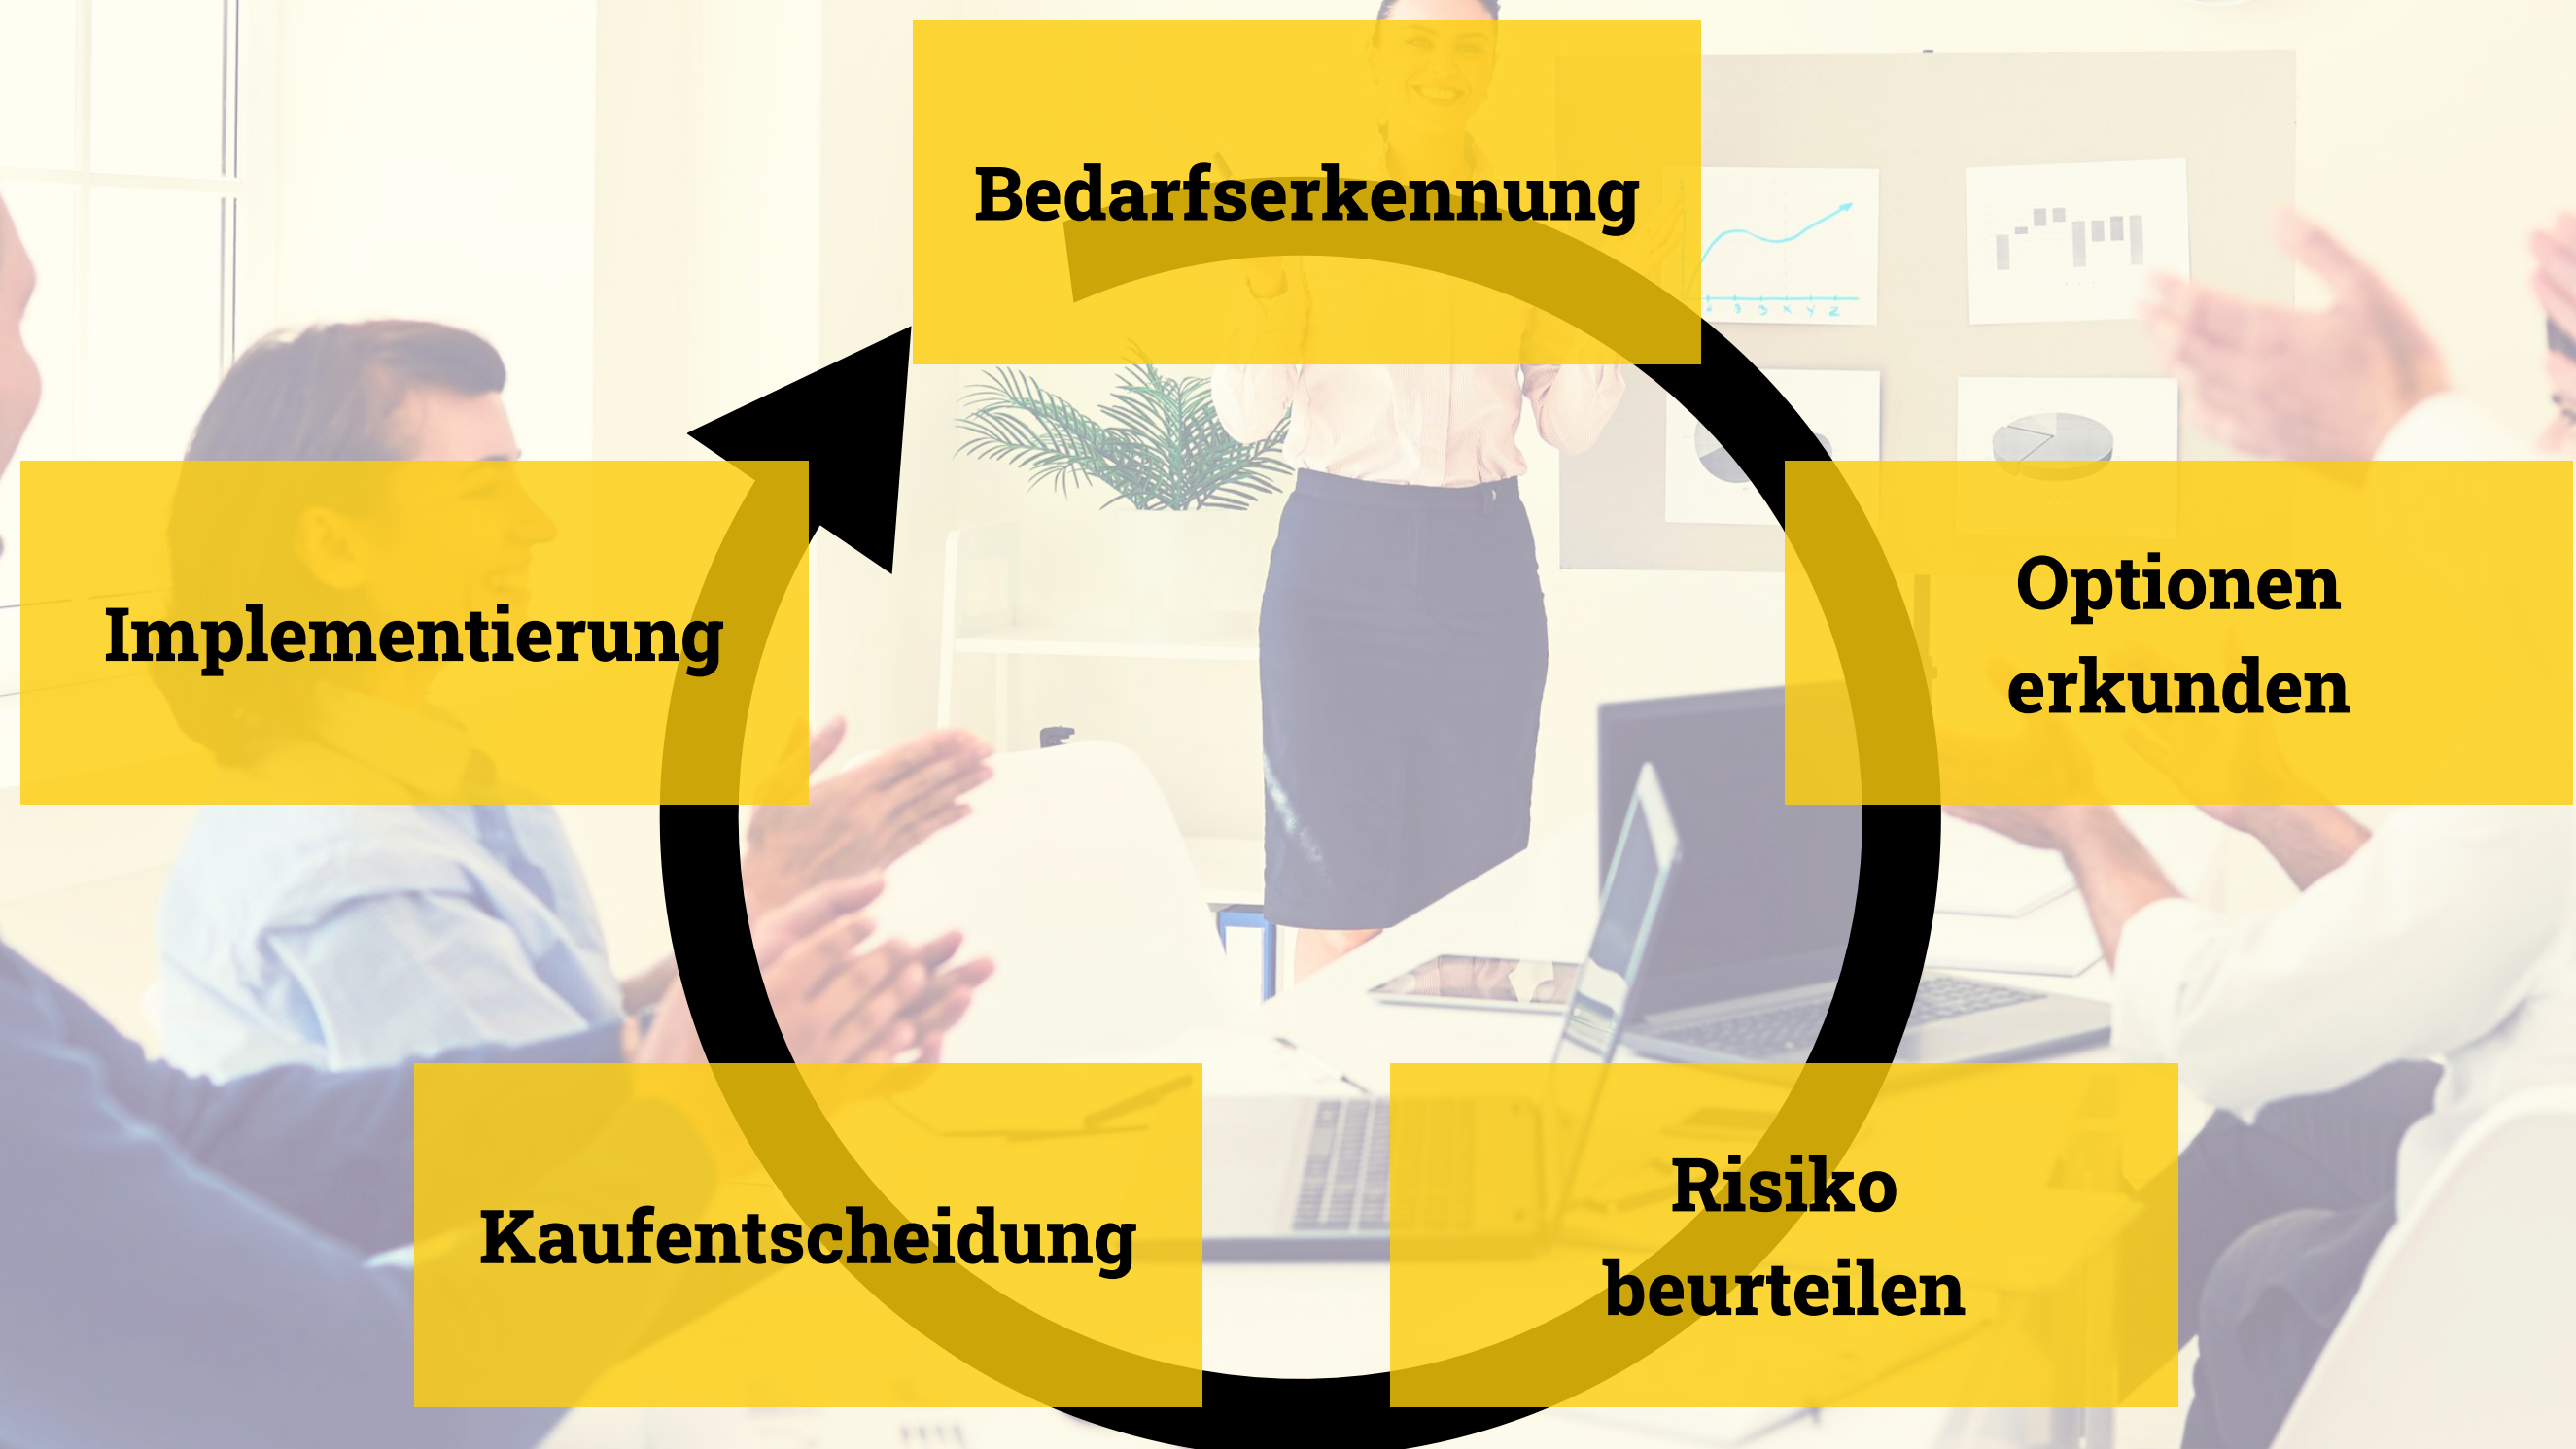 Bedarfserkennung
Optionen
erkunden
Risiko
beurteilen
Kaufentscheidung
Implementierung